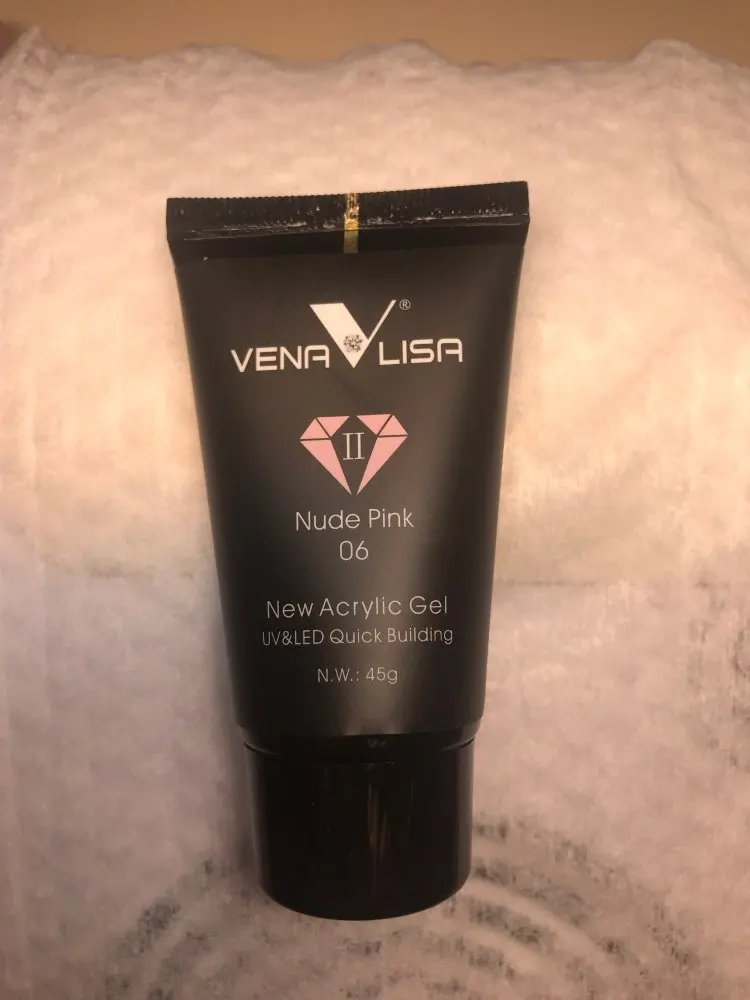 VENA LISA®
II
Nude Pink
06
New Acrylic Gel
UV&LED Quick Building
N.W.: 45g